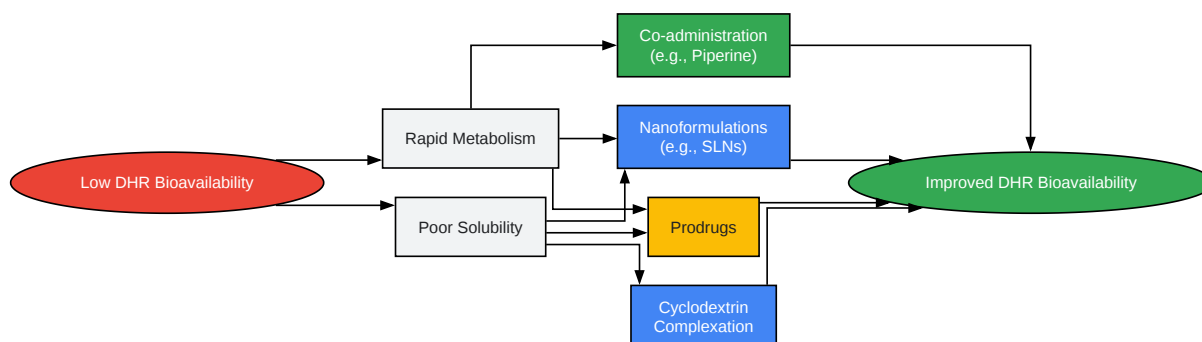 Co-administration
(e.g., Piperine)
Rapid Metabolism
Nanoformulations
(e.g., SLNs)
Low DHR Bioavailability
Improved DHR Bioavailability
Poor Solubility
Prodrugs
Cyclodextrin
Complexation